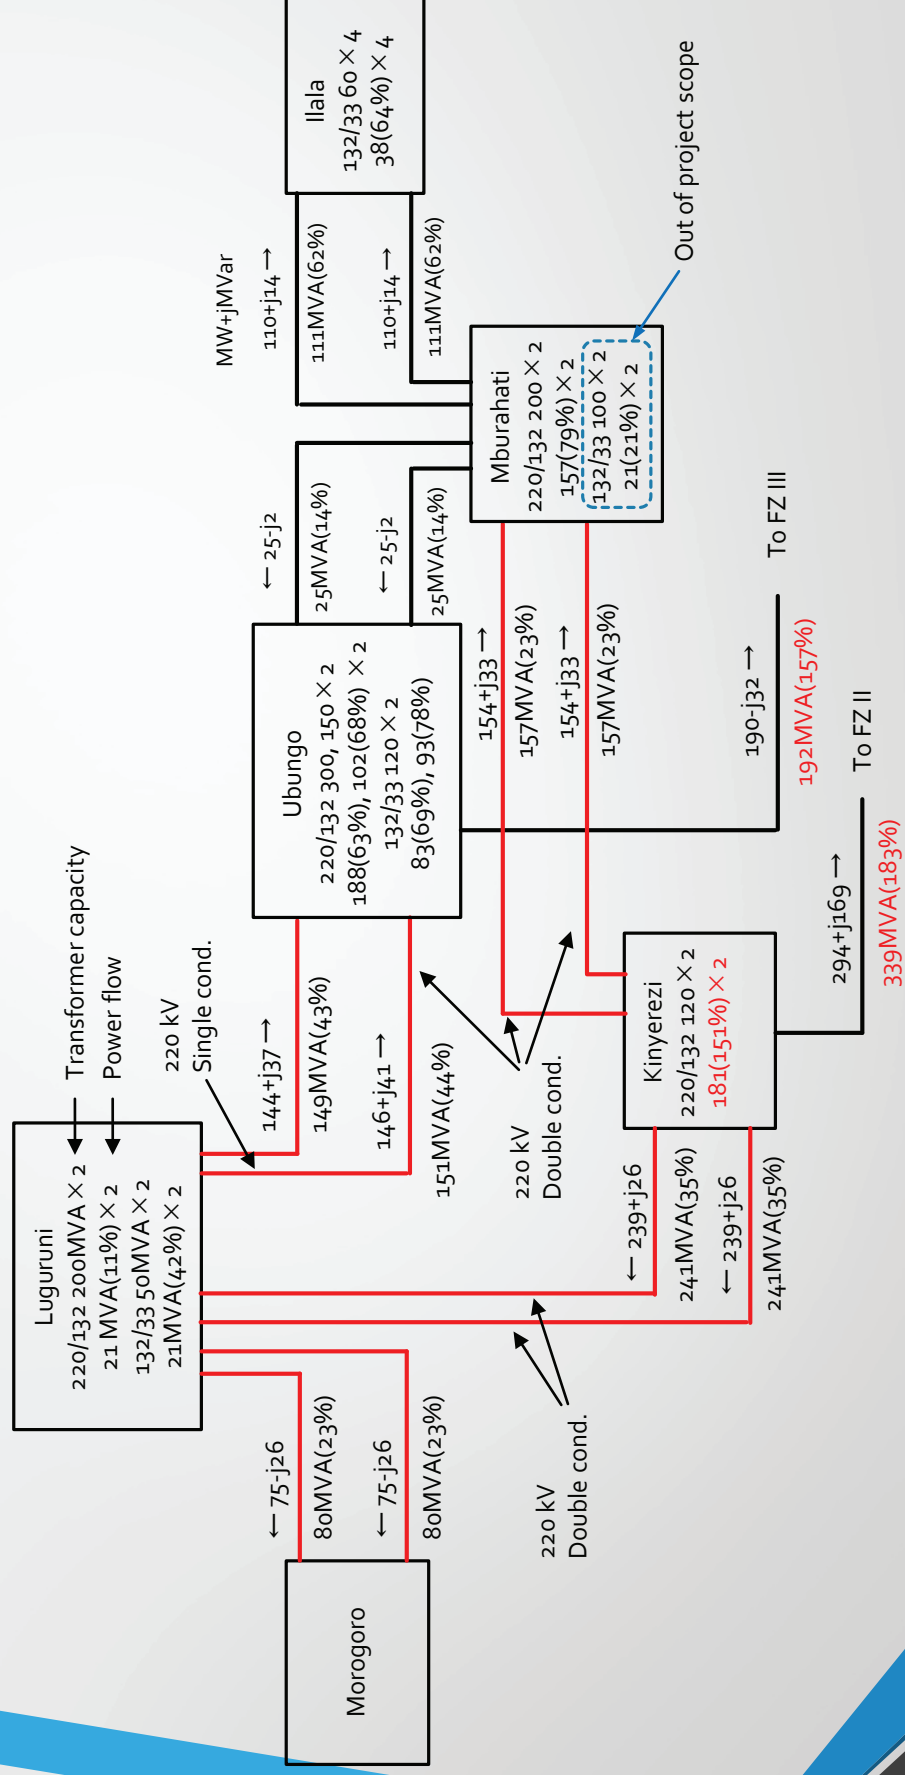 Morogoro
← 75-j26
80MVA(23%)
← 75-j26
80MVA(23%)
Luguruni
220/132 200MVA×2
21 MVA(11%)×2
132/33 50MVA×2
21MVA(42%)×2
Transformer capacity
Power flow
220 kV
Single cond.
144+j37→
149MVA(43%)
146+j41→
151MVA(44%)
220 kV
Double cond.
220 kV
Double cond.
← 239+j26
241MVA(35%)
← 239+j26
241MVA(35%)
Ubungo
220/132 300, 150×2
188(63%), 102(68%) ×2
132/33 120×2
83(69%), 93(78%)
← 25-j2
25MVA(14%)
← 25-j2
25MVA(14%)
Kinyerezi
220/132 120×2
181(151%)×2
154+j33→
157MVA(23%)
154+j33→
157MVA(23%)
190-j32→
192MVA(157%)
To FZ III
294+j169→
339MVA(183%)
To FZ II
Mburahati
220/132 200×2
157(79%)×2
132/33 100×2
21(21%)×2
Out of project scope
MW+jMVar
110+j14→
111MVA(62%)
110+j14→
111MVA(62%)
Ilala
132/33 60×4
38(64%)×4